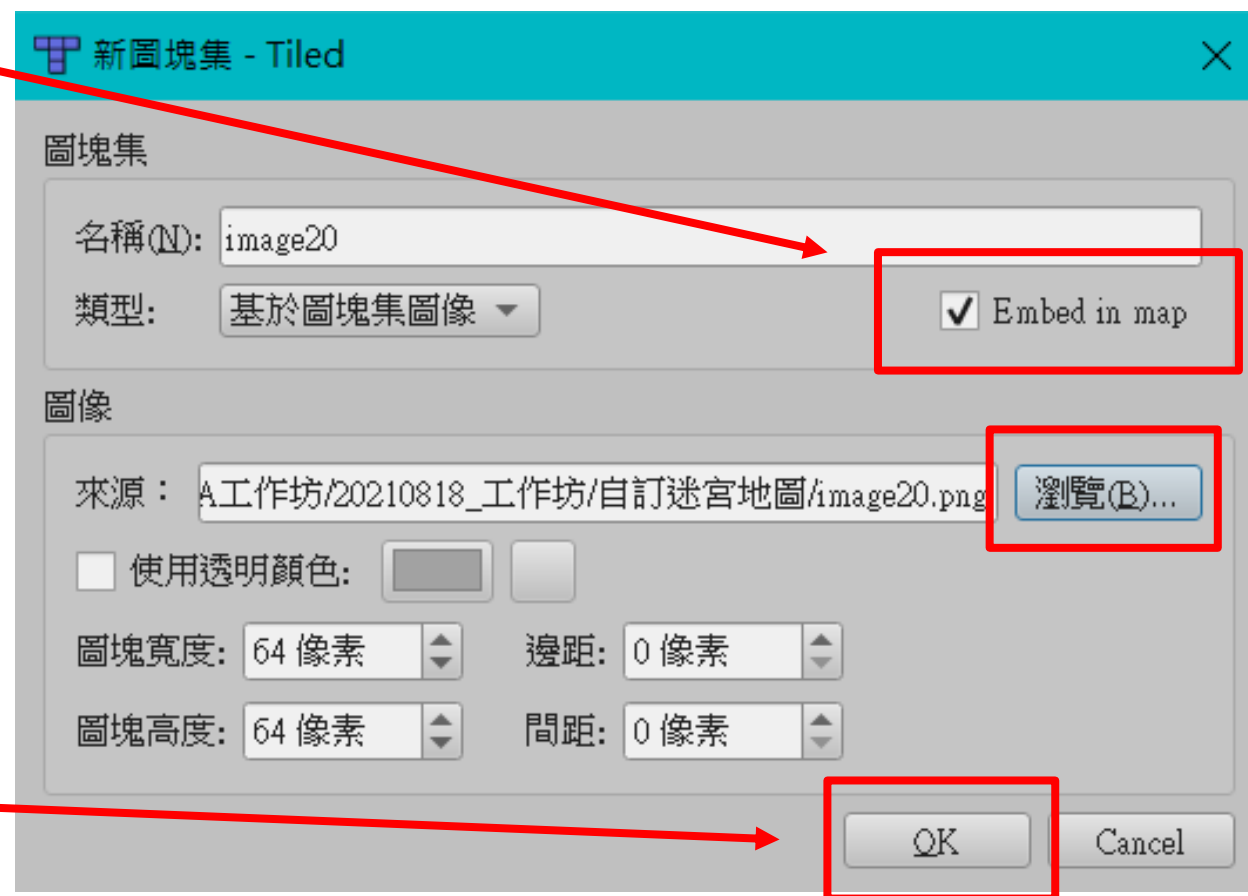 新圖塊集 - Tiled
圖塊集
名稱(N): image20
類型: 基於圖塊集圖像 Embed in map
圖像
來源： A工作坊/20210818_工作坊/自訂迷宮地圖/image20.png 瀏覽(B)...
使用透明顏色:
圖塊寬度: 64 像素 邊距: 0 像素
圖塊高度: 64 像素 間距: 0 像素
OK Cancel